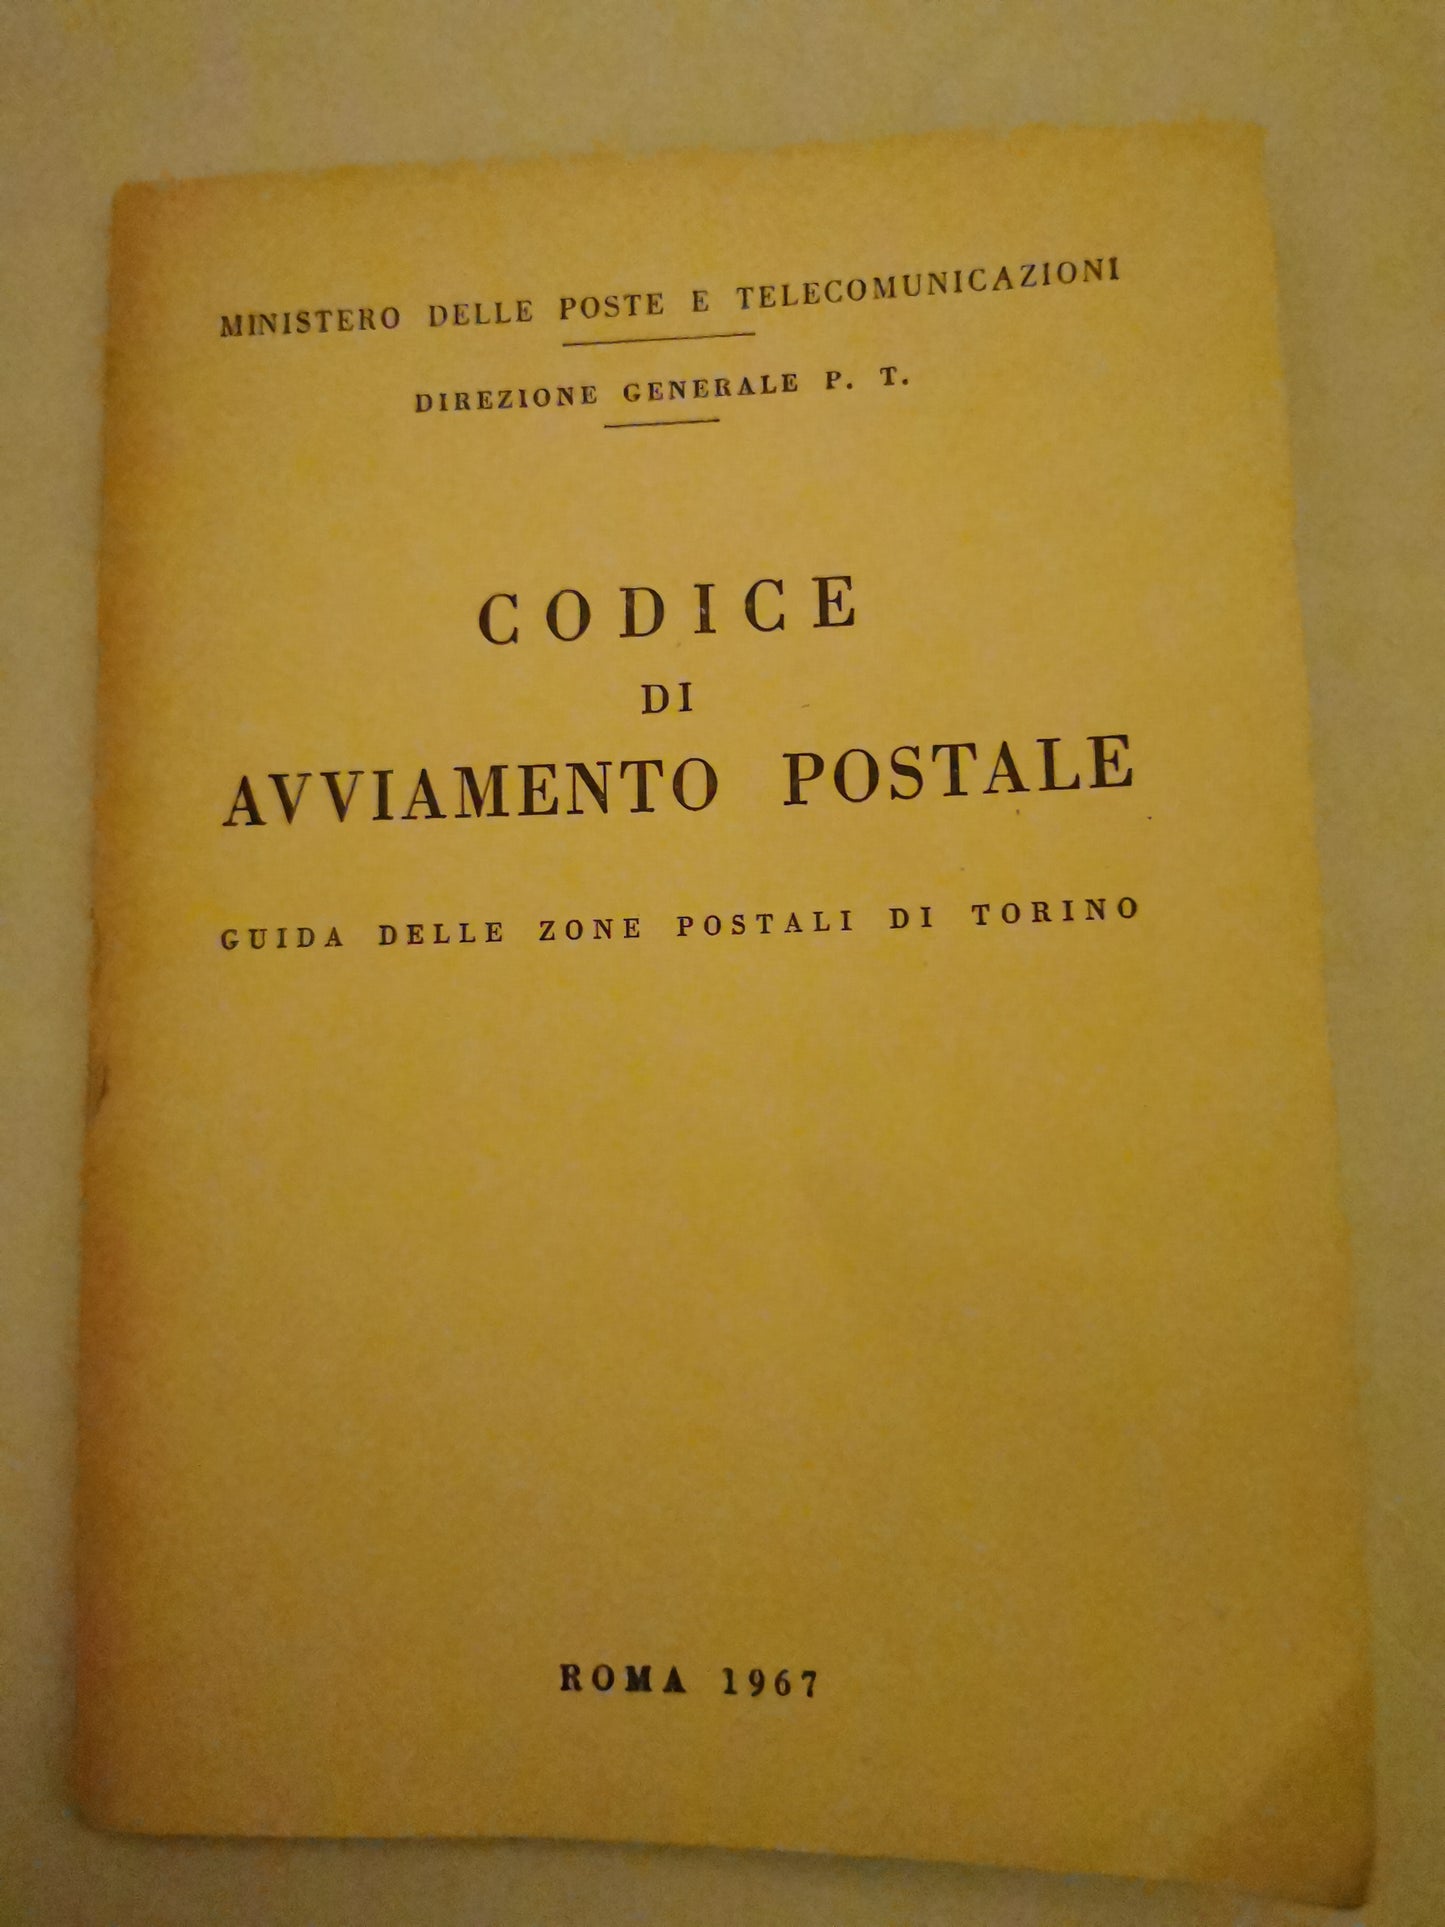 MINISTERO DELLE POSTE E TELECOMUNICAZIONI
DIREZIONE GENERALE P. T.
CODICE
DI
AVVIAMENTO POSTALE
GUIDA DELLE ZONE POSTALI DI TORINO
ROMA 1967